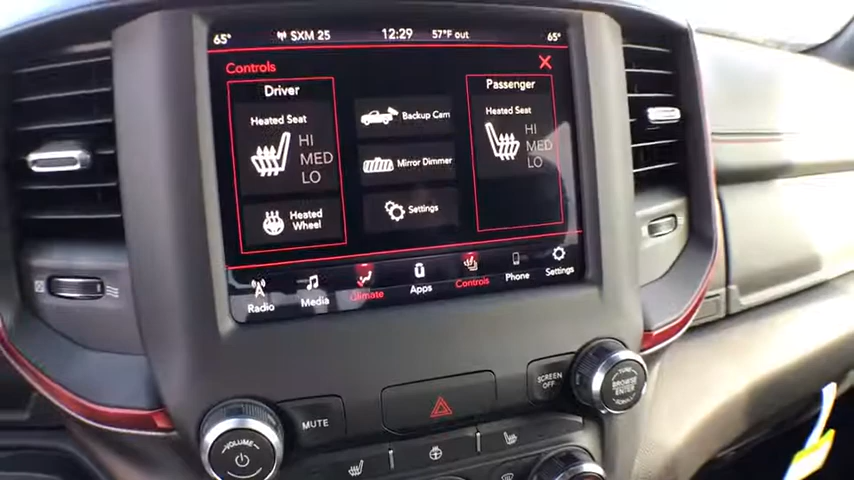 65° SXM 25 12:29 57°F out 65°
Controls
Driver
Heated Seat
HI
MED
LO
Heated
Wheel
Backup Cam
Mirror Dimmer
Settings
Passenger
Heated Seat
HI
MED
LO
Radio Media Climate Apps Controls Phone Settings
MUTE
SCREEN
OFF
VOLUME
TUNE
BROWSE
ENTER
SCROLL